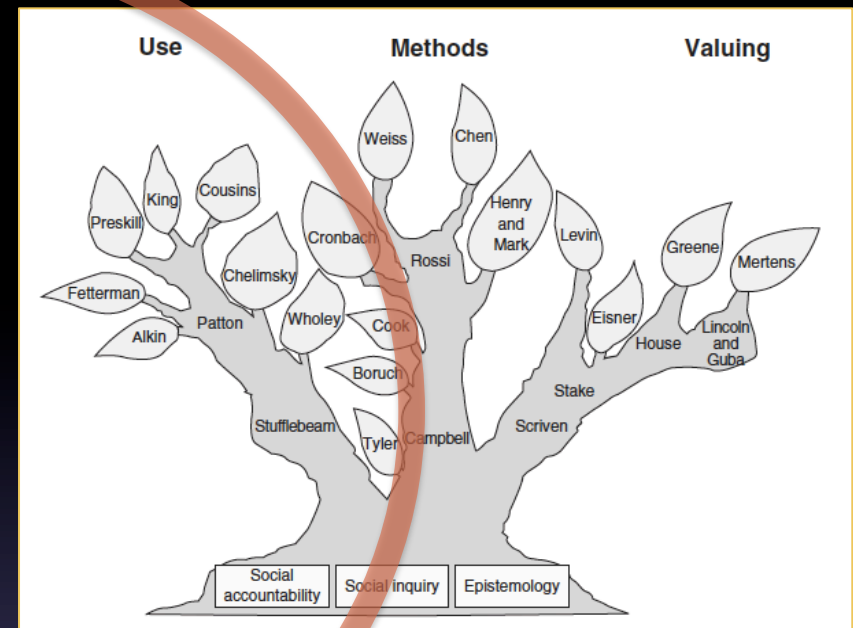 Use
Methods
Valuing
Weiss
Chen
King
Cousins
Preskill
Cronbach
Henry
and
Mark
Levin
Greene
Mertens
Rossi
Chelimsky
Fetterman
Wholey
Patton
Cook
Eisner
Alkin
House
Lincoln
and
Guba
Boruch
Stake
Stufflebeam
Scriven
Tyler
Campbell
Social
accountability
Social inquiry
Epistemology